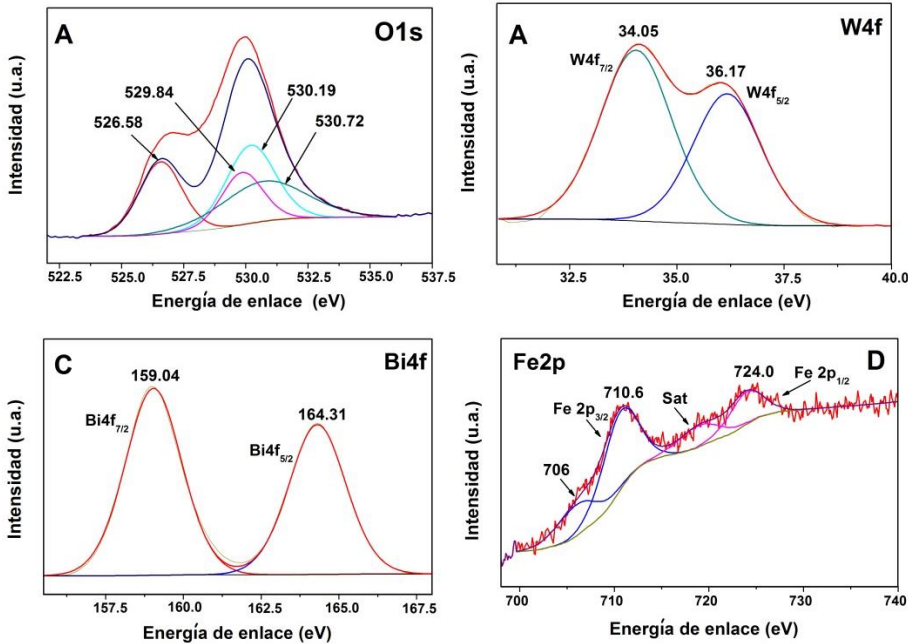 A
O1s
529.84
530.19
526.58
530.72
Intensidad (u.a.)
522.5 525.0 527.5 530.0 532.5 535.0 537.5
Energía de enlace (eV)
34.05
A
W4f
W4f7/2
36.17
W4f5/2
Intensidad (u.a.)
32.5 35.0 37.5 40.0
Energía de enlace (eV)
C
159.04
Bi4f
Bi4f7/2
164.31
Bi4f5/2
Intensidad (u.a.)
157.5 160.0 162.5 165.0 167.5
Energía de enlace (eV)
Fe2p
D
710.6
724.0
Fe 2p1/2
Fe 2p3/2
Sat
706
Intensidad (u.a.)
700 710 720 730 740
Energía de enlace (eV)